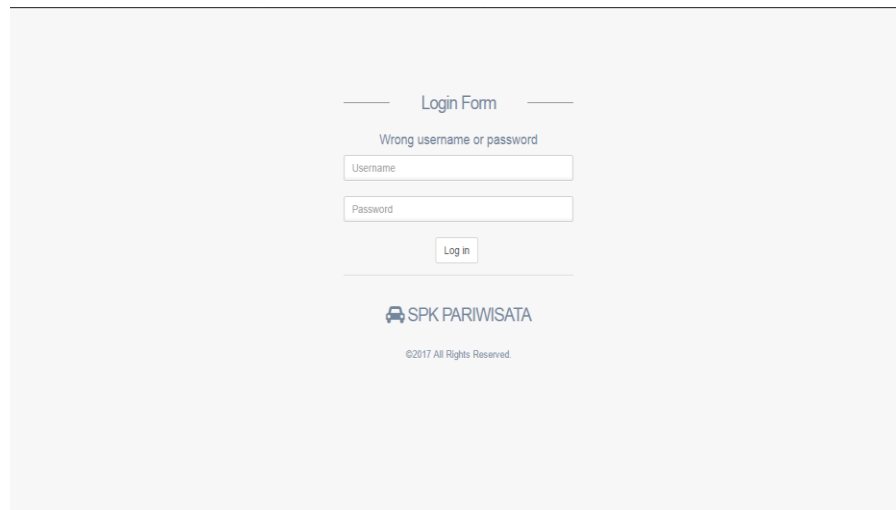 Login Form
Wrong username or password
Username
Password
Log in
SPK PARIWISATA
©2017 All Rights Reserved.